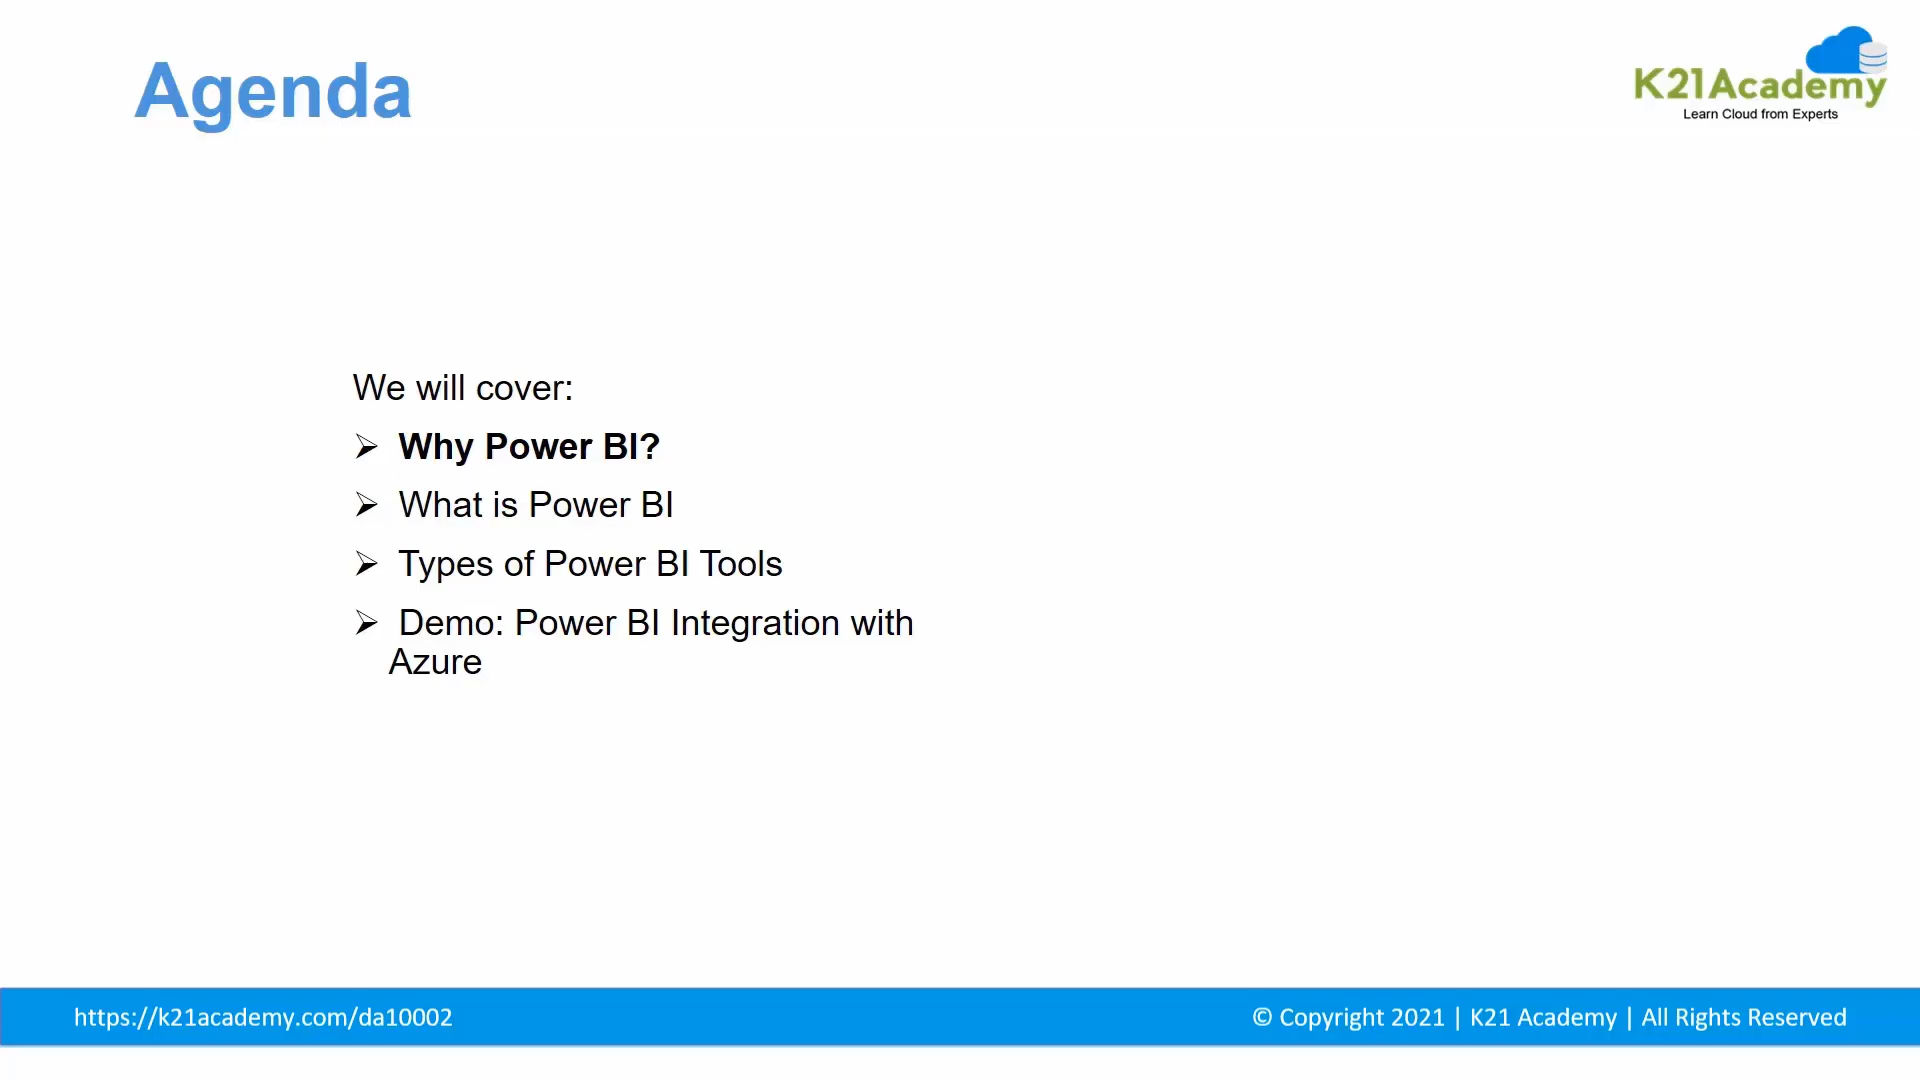 Agenda
K21Academy
Learn Cloud from Experts
We will cover:
➢ Why Power BI?
➢ What is Power BI
➢ Types of Power BI Tools
➢ Demo: Power BI Integration with
Azure
https://k21academy.com/da10002
© Copyright 2021 | K21 Academy | All Rights Reserved